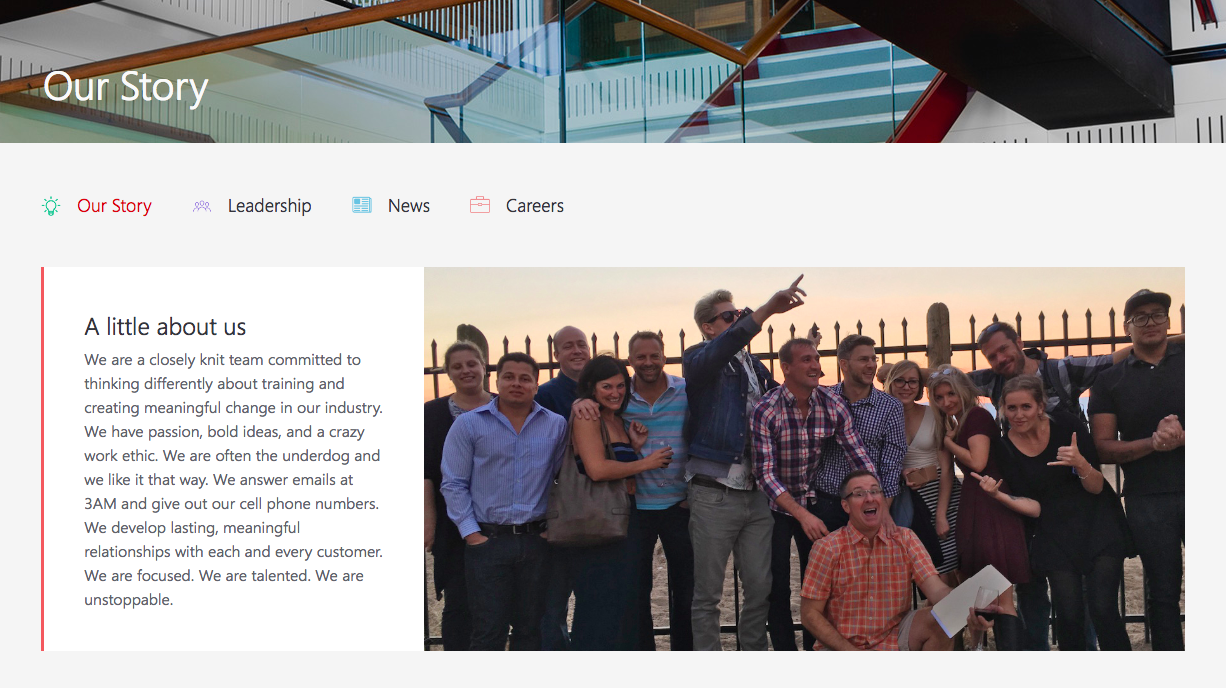 Our Story
Our Story
Leadership
News
Careers
A little about us
We are a closely knit team committed to
thinking differently about training and
creating meaningful change in our industry.
We have passion, bold ideas, and a crazy
work ethic. We are often the underdog and
we like it that way. We answer emails at
3AM and give out our cell phone numbers.
We develop lasting, meaningful
relationships with each and every customer.
We are focused. We are talented. We are
unstoppable.